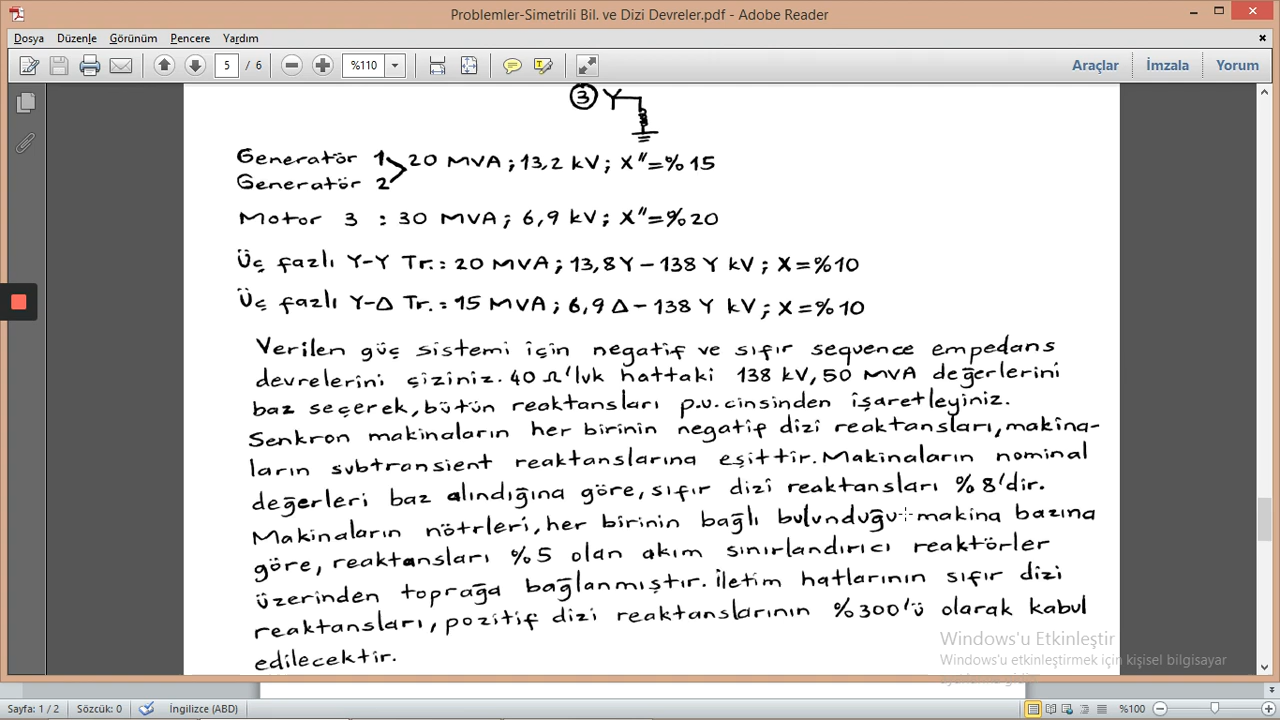 Problemler-Simetrili Bil. ve Dizi Devreler.pdf - Adobe Reader
Dosya Düzenle Görünüm Pencere Yardım
5 / 6 %110 Araçlar İmzala Yorum
3 Y
Generatör 1
Generatör 2 20 MVA; 13,2 kV; X"=%15
Motor 3 : 30 MVA; 6,9 kV; X"=%20
Üç fazlı Y-Y Tr.: 20 MVA; 13,8Y-138 Y kV; X=%10
Üç fazlı Y-Δ Tr.: 15 MVA; 6,9 Δ-138 Y kV; X=%10
Verilen güç sistemi için negatif ve sıfır sequence empedans
devrelerini çiziniz. 40 Ω'luk hattaki 138 kV, 50 MVA değerlerini
baz seçerek, bütün reaktansları p.u. cinsinden işaretleyiniz.
Senkron makinaların her birinin negatif dizi reaktansları, makina-
ların subtransient reaktanslarına eşittir. Makinaların nominal
değerleri baz alındığına göre, sıfır dizi reaktansları %8'dir.
Makinaların nötrleri, her birinin bağlı bulunduğu makina bazına
göre, reaktansları %5 olan akım sınırlandırıcı reaktörler
üzerinden toprağa bağlanmıştır. İletim hatlarının sıfır dizi
reaktansları, pozitif dizi reaktanslarının %300'ü olarak kabul
edilecektir.
Windows'u Etkinleştir
Windows'u etkinleştirmek için kişisel bilgisayar
Sayfa: 1 / 2 Sözcük: 0 İngilizce (ABD) %100